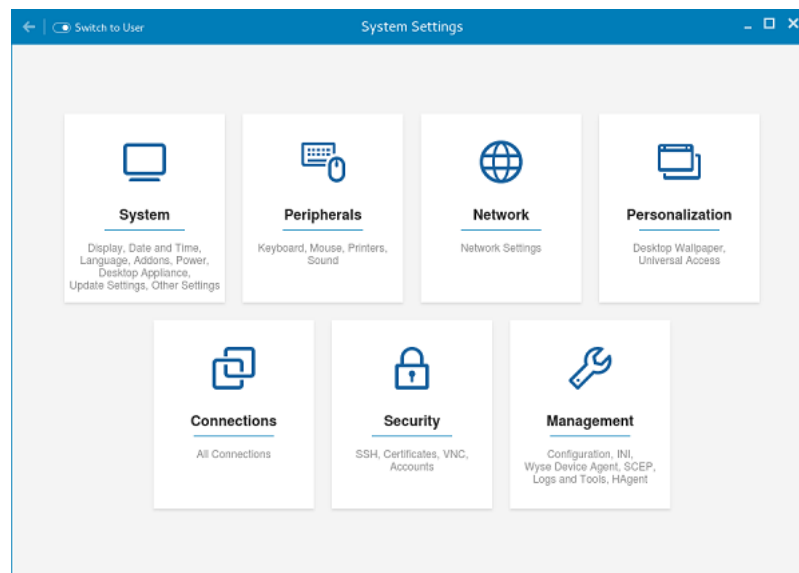 Switch to User
System Settings
System
Display, Date and Time,
Language, Addons, Power,
Desktop Appliance,
Update Settings, Other Settings
Peripherals
Keyboard, Mouse, Printers,
Sound
Network
Network Settings
Personalization
Desktop Wallpaper,
Universal Access
Connections
All Connections
Security
SSH, Certificates, VNC,
Accounts
Management
Configuration, INI,
Wyse Device Agent, SCEP,
Logs and Tools, HAgent